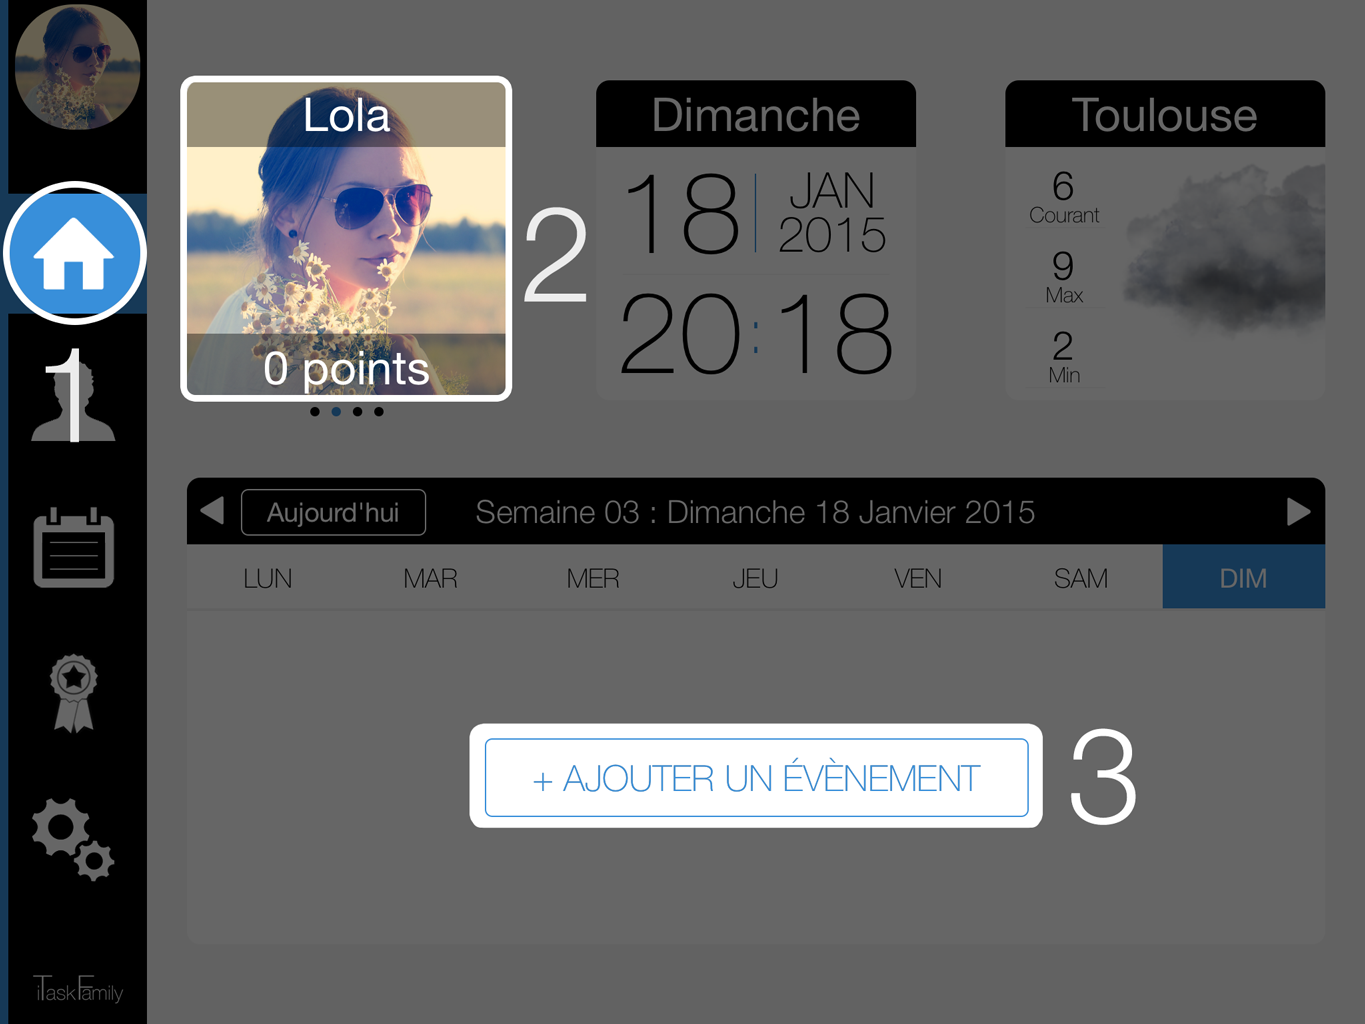 Lola
0 points
1
2
3
Dimanche
18
JAN
2015
20:18
Toulouse
6
Courant
9
Max
2
Min
Aujourd'hui
Semaine 03 : Dimanche 18 Janvier 2015
LUN MAR MER JEU VEN SAM DIM
+ AJOUTER UN ÉVÈNEMENT
iTaskFamily